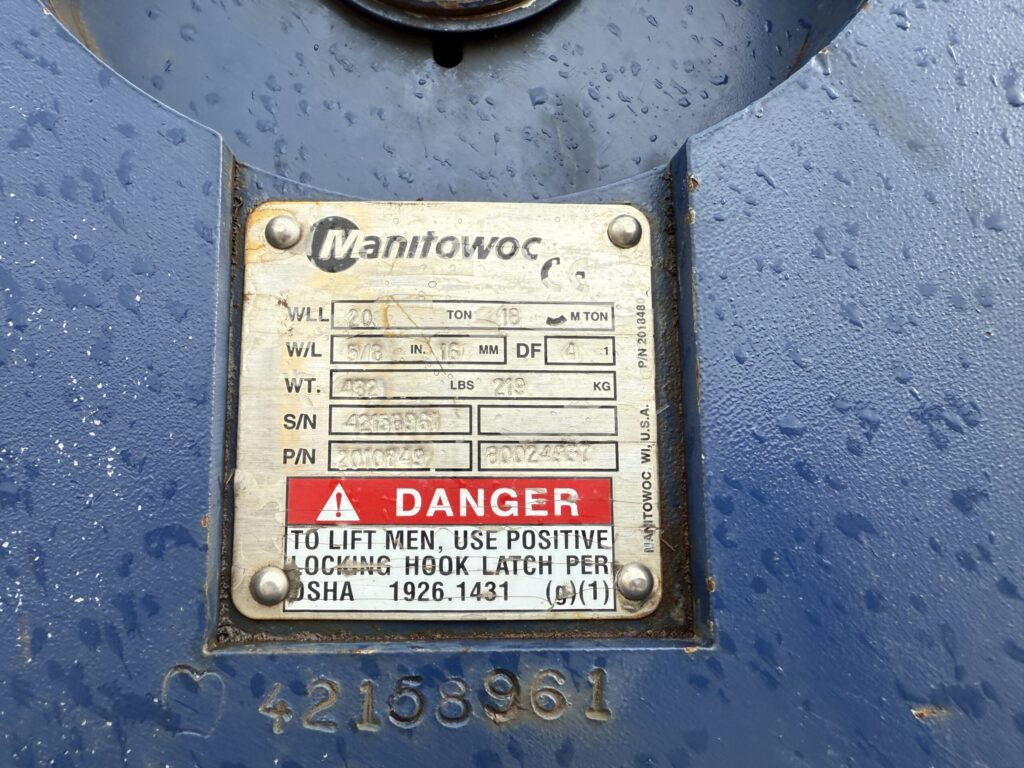 Manitowoc
CE
WLL 20 TON 18 M TON
W/L 5/8 IN. 16 MM DF 4 1
WT. 482 LBS 219 KG
S/N 42158961
P/N 2010849
DANGER
TO LIFT MEN, USE POSITIVE
LOCKING HOOK LATCH PER
OSHA 1926.1431 (g)(1)
MANITOWOC WI, U.S.A. P/N 2018480
42158961